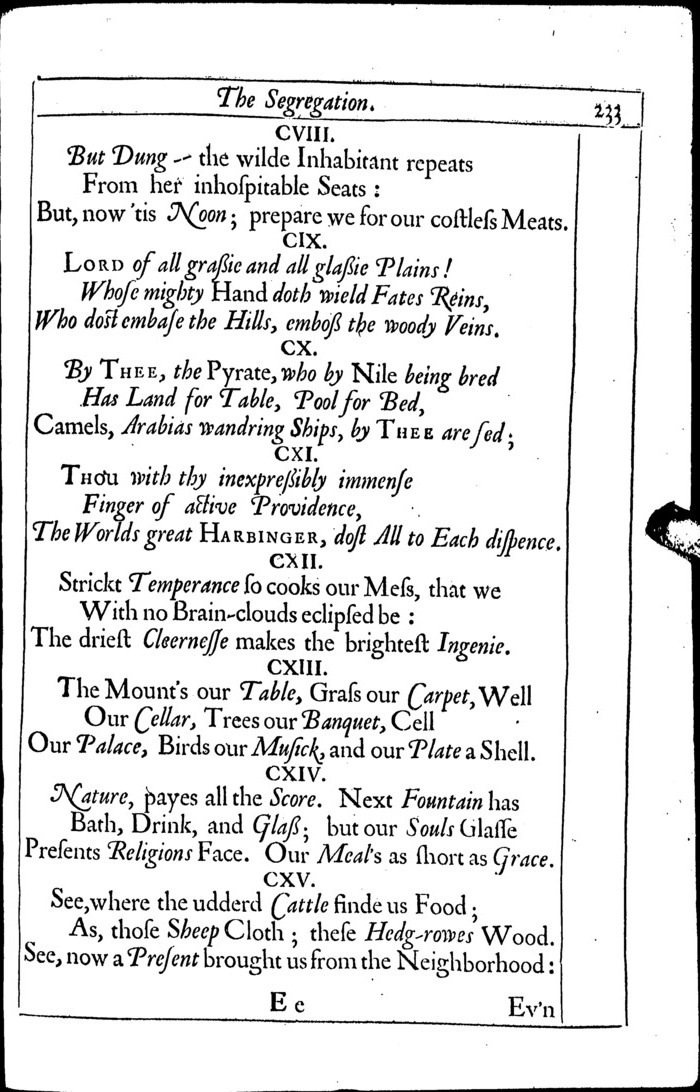 The Segregation. 233
CVIII.
But Dung -- the wilde Inhabitant repeats
From her inhoſpitable Seats :
But, now 'tis Noon; prepare we for our coſtleſs Meats.
CIX.
LORD of all graßie and all glaßie Plains !
Whoſe mighty Hand doth wield Fates Reins,
Who doſt embaſe the Hills, emboß the woody Veins.
CX.
By THEE, the Pyrate, who by Nile being bred
Has Land for Table, Pool for Bed,
Camels, Arabias wandring Ships, by THEE are fed;
CXI.
THOU with thy inexpreßibly immenſe
Finger of active Providence,
The Worlds great HARBINGER, doſt All to Each diſpence.
CXII.
Strickt Temperance ſo cooks our Meſs, that we
With no Brain-clouds eclipſed be :
The drieſt Cleerneſſe makes the brighteſt Ingenie.
CXIII.
The Mount's our Table, Graſs our Carpet, Well
Our Cellar, Trees our Banquet, Cell
Our Palace, Birds our Muſick, and our Plate a Shell.
CXIV.
Nature, payes all the Score. Next Fountain has
Bath, Drink, and Glaß; but our Souls Glaſſe
Preſents Religions Face. Our Meal's as ſhort as Grace.
CXV.
See, where the udderd Cattle finde us Food;
As, thoſe Sheep Cloth; theſe Hedg-rowes Wood.
See, now a Preſent brought us from the Neighborhood:
E e Ev'n